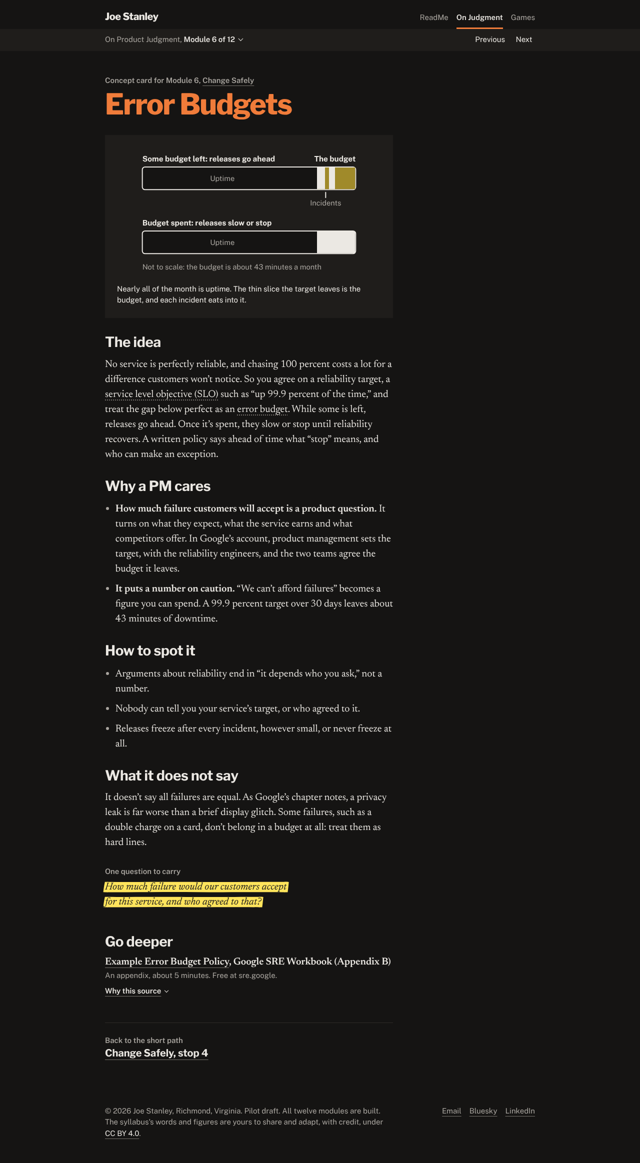 Joe Stanley
ReadMe On Judgment Games
On Product Judgment, Module 6 of 12
Previous Next
Concept card for Module 6, Change Safely
Error Budgets
Some budget left: releases go ahead The budget
Uptime
Incidents
Budget spent: releases slow or stop
Uptime
Not to scale: the budget is about 43 minutes a month
Nearly all of the month is uptime. The thin slice the target leaves is the
budget, and each incident eats into it.
The idea
No service is perfectly reliable, and chasing 100 percent costs a lot for a
difference customers won’t notice. So you agree on a reliability target, a
service level objective (SLO) such as “up 99.9 percent of the time,” and
treat the gap below perfect as an error budget. While some is left,
releases go ahead. Once it’s spent, they slow or stop until reliability
recovers. A written policy says ahead of time what “stop” means, and
who can make an exception.
Why a PM cares
• How much failure customers will accept is a product question. It
turns on what they expect, what the service earns and what
competitors offer. In Google’s account, product management sets the
target, with the reliability engineers, and the two teams agree the
budget it leaves.
• It puts a number on caution. “We can’t afford failures” becomes a
figure you can spend. A 99.9 percent target over 30 days leaves about
43 minutes of downtime.
How to spot it
• Arguments about reliability end in “it depends who you ask,” not a
number.
• Nobody can tell you your service’s target, or who agreed to it.
• Releases freeze after every incident, however small, or never freeze at
all.
What it does not say
It doesn’t say all failures are equal. As Google’s chapter notes, a privacy
leak is far worse than a brief display glitch. Some failures, such as a
double charge on a card, don’t belong in a budget at all: treat them as
hard lines.
One question to carry
How much failure would our customers accept
for this service, and who agreed to that?
Go deeper
Example Error Budget Policy, Google SRE Workbook (Appendix B)
An appendix, about 5 minutes. Free at sre.google.
Why this source
Back to the short path
Change Safely, stop 4
© 2026 Joe Stanley, Richmond, Virginia. Pilot draft. All twelve modules are built.
The syllabus’s words and figures are yours to share and adapt, with credit, under
CC BY 4.0.
Email Bluesky LinkedIn